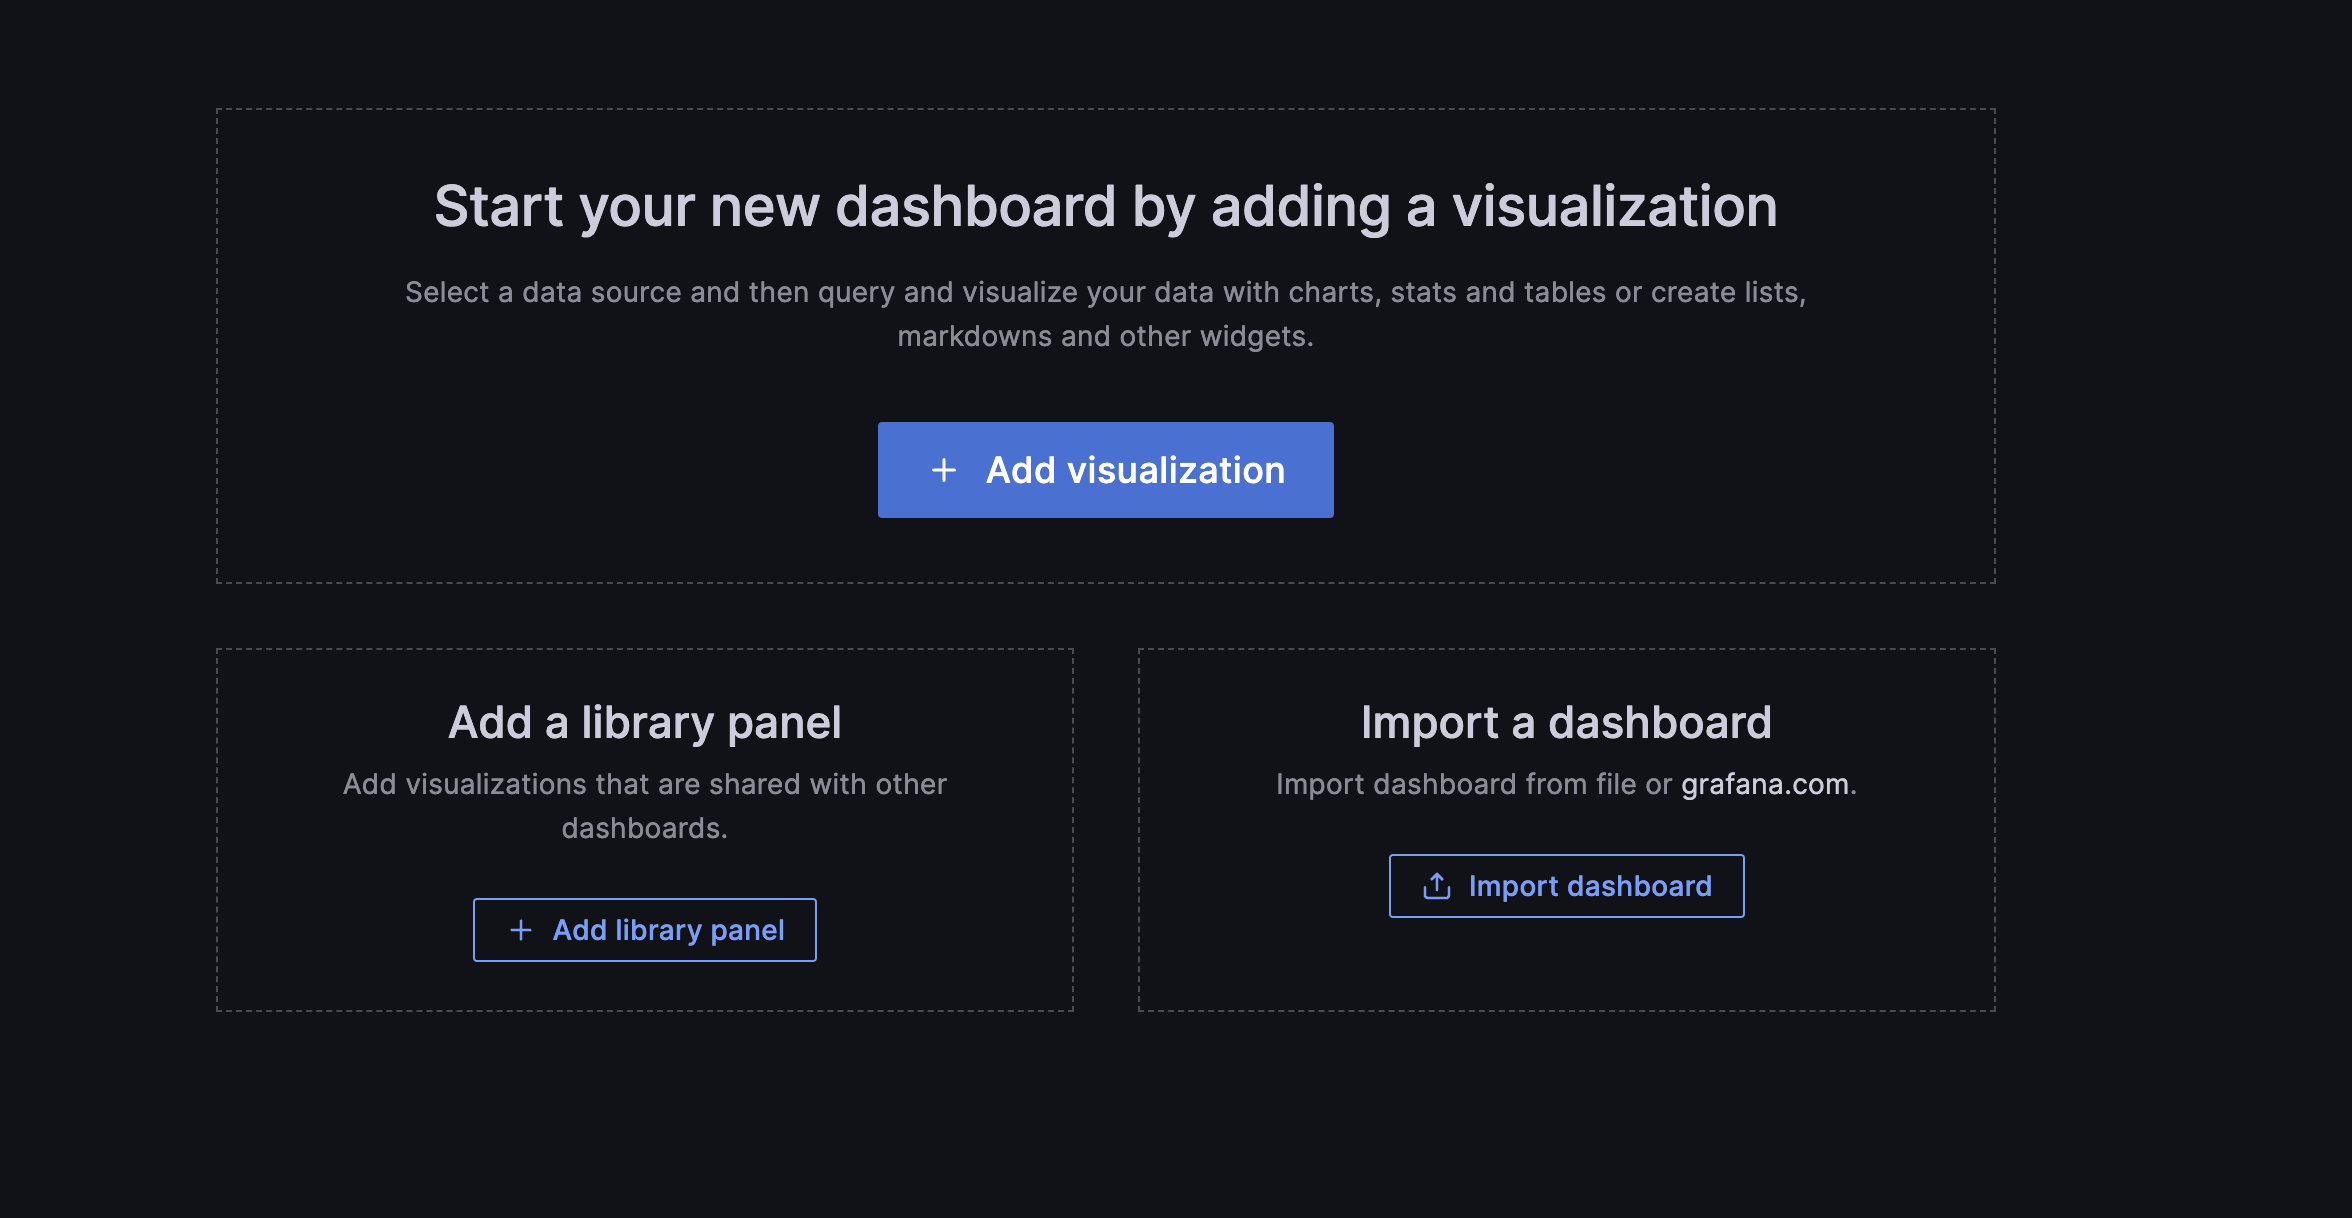 Start your new dashboard by adding a visualization
Select a data source and then query and visualize your data with charts, stats and tables or create lists,
markdowns and other widgets.
Add visualization
Add a library panel
Add visualizations that are shared with other
dashboards.
Add library panel
Import a dashboard
Import dashboard from file or grafana.com.
Import dashboard